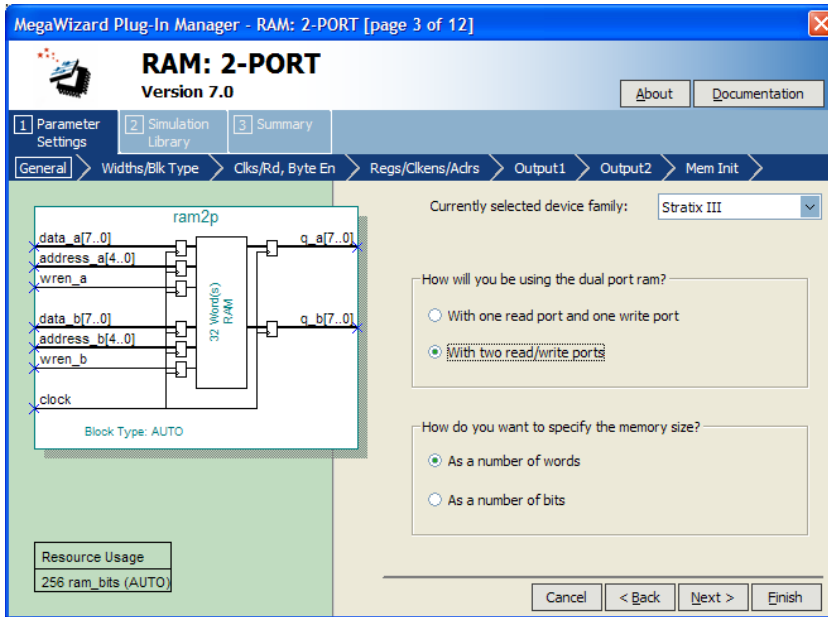 MegaWizard Plug-In Manager - RAM: 2-PORT [page 3 of 12]
RAM: 2-PORT
Version 7.0
About
Documentation
1 Parameter Settings
2 Simulation Library
3 Summary
General
Widths/Blk Type
Clks/Rd, Byte En
Regs/Clkens/Aclrs
Output1
Output2
Mem Init
ram2p
data_a[7..0]
address_a[4..0]
wren_a
data_b[7..0]
address_b[4..0]
wren_b
clock
32 Word(s)
RAM
q_a[7..0]
q_b[7..0]
Block Type: AUTO
Resource Usage
256 ram_bits (AUTO)
Currently selected device family:
Stratix III
How will you be using the dual port ram?
With one read port and one write port
With two read/write ports
How do you want to specify the memory size?
As a number of words
As a number of bits
Cancel
< Back
Next >
Finish